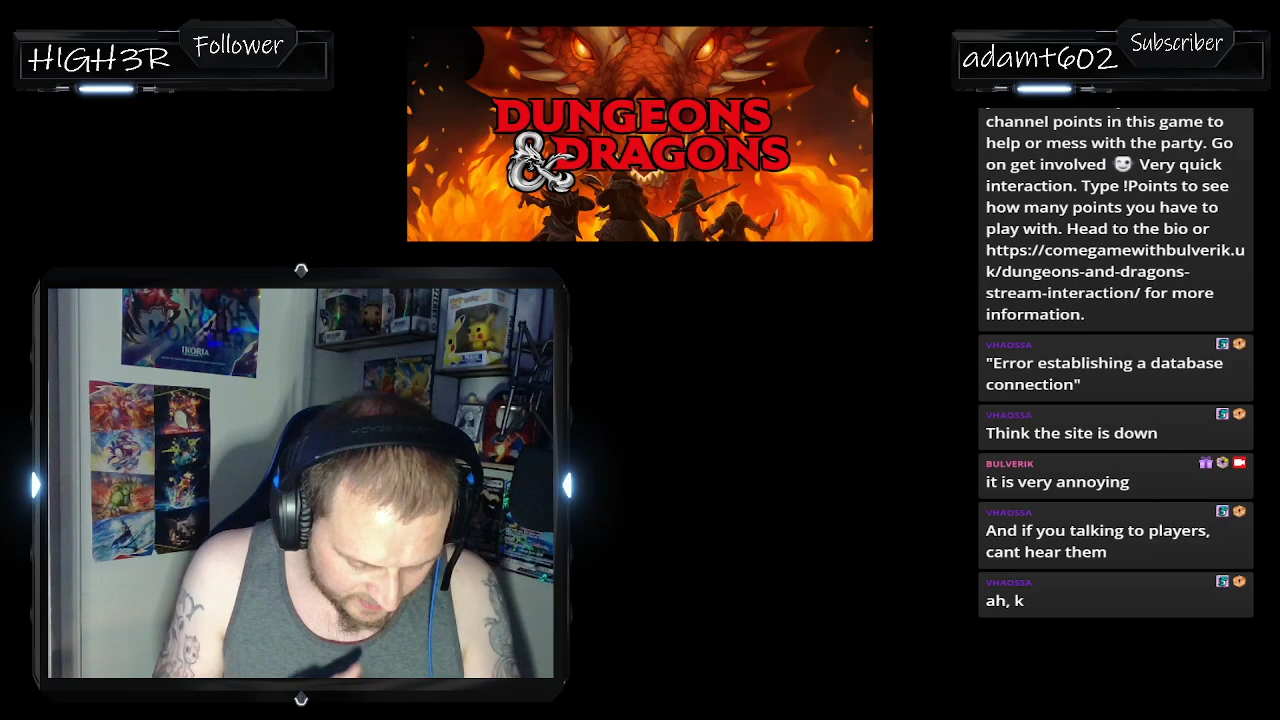 H1GH3R
Follower
DUNGEONS
& DRAGONS
adamt602
Subscriber
channel points in this game to
help or mess with the party. Go
on get involved Very quick
interaction. Type !Points to see
how many points you have to
play with. Head to the bio or
https://comegamewithbulverik.u
k/dungeons-and-dragons-
stream-interaction/ for more
information.
VHAOSSA
"Error establishing a database
connection"
VHAOSSA
Think the site is down
BULVERIK
it is very annoying
VHAOSSA
And if you talking to players,
cant hear them
VHAOSSA
ah, k
IKORIA